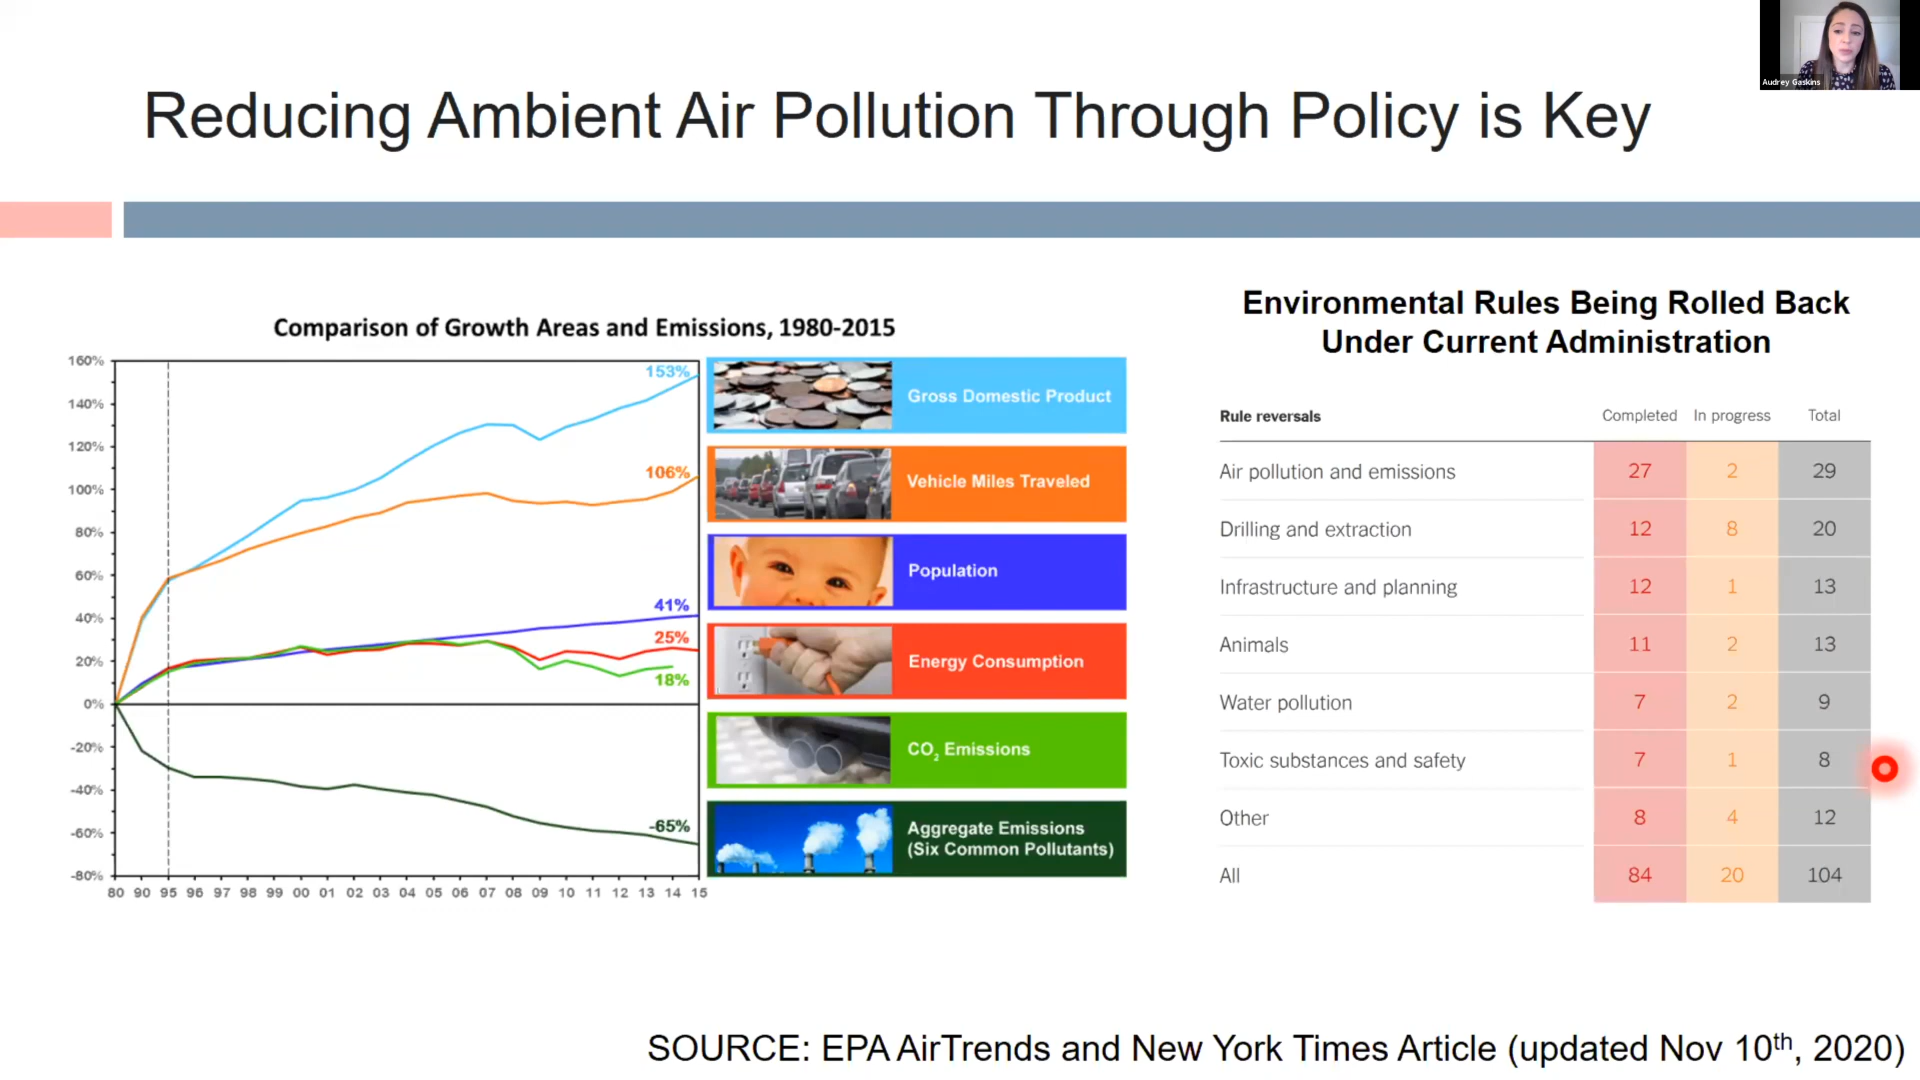 Audrey Gaskins
Reducing Ambient Air Pollution Through Policy is Key
Comparison of Growth Areas and Emissions, 1980-2015
160%
140%
120%
100%
80%
60%
40%
20%
0%
-20%
-40%
-60%
-80%
153%
106%
41%
25%
18%
-65%
80 90 95 96 97 98 99 00 01 02 03 04 05 06 07 08 09 10 11 12 13 14 15
Gross Domestic Product
Vehicle Miles Traveled
Population
Energy Consumption
CO₂ Emissions
Aggregate Emissions
(Six Common Pollutants)
Environmental Rules Being Rolled Back
Under Current Administration
Rule reversals Completed In progress Total
Air pollution and emissions 27 2 29
Drilling and extraction 12 8 20
Infrastructure and planning 12 1 13
Animals 11 2 13
Water pollution 7 2 9
Toxic substances and safety 7 1 8
Other 8 4 12
All 84 20 104
SOURCE: EPA AirTrends and New York Times Article (updated Nov 10th, 2020)